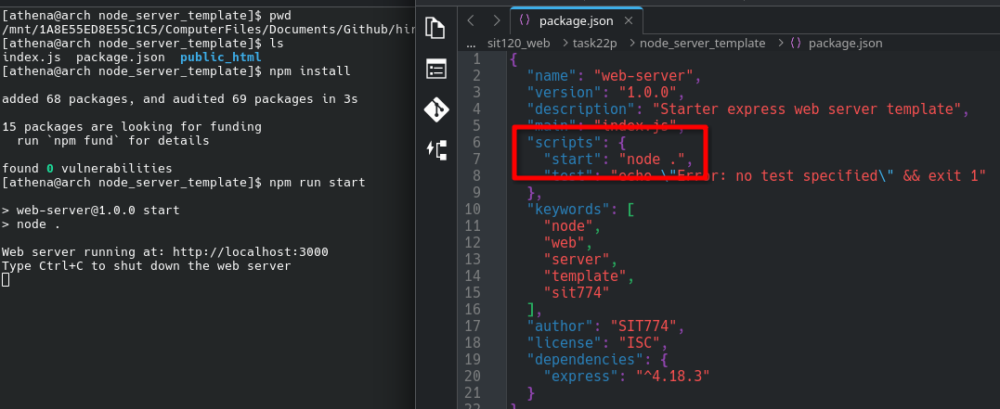 [athena@arch node_server_template]$ pwd
/mnt/1A8E55ED8E55C1C5/ComputerFiles/Documents/Github/hir
[athena@arch node_server_template]$ ls
index.js  package.json  public_html
[athena@arch node_server_template]$ npm install
added 68 packages, and audited 69 packages in 3s
15 packages are looking for funding
  run `npm fund` for details
found 0 vulnerabilities
[athena@arch node_server_template]$ npm run start
> web-server@1.0.0 start
> node .
Web server running at: http://localhost:3000
Type Ctrl+C to shut down the web server
package.json
... sit120_web > task22p > node_server_template > package.json
1 {
2   "name": "web-server",
3   "version": "1.0.0",
4   "description": "Starter express web server template",
5   "main": "index.js",
6   "scripts": {
7     "start": "node .",
8     "test": "echo \"Error: no test specified\" && exit 1"
9   },
10   "keywords": [
11     "node",
12     "web",
13     "server",
14     "template",
15     "sit774"
16   ],
17   "author": "SIT774",
18   "license": "ISC",
19   "dependencies": {
20     "express": "^4.18.3"
21   }
22 }